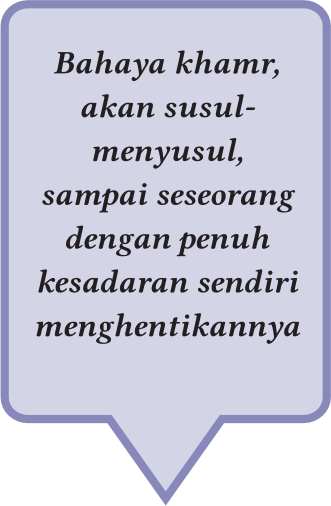 Bahaya khamr,
akan susul-
menyusul,
sampai seseorang
dengan penuh
kesadaran sendiri
menghentikannya